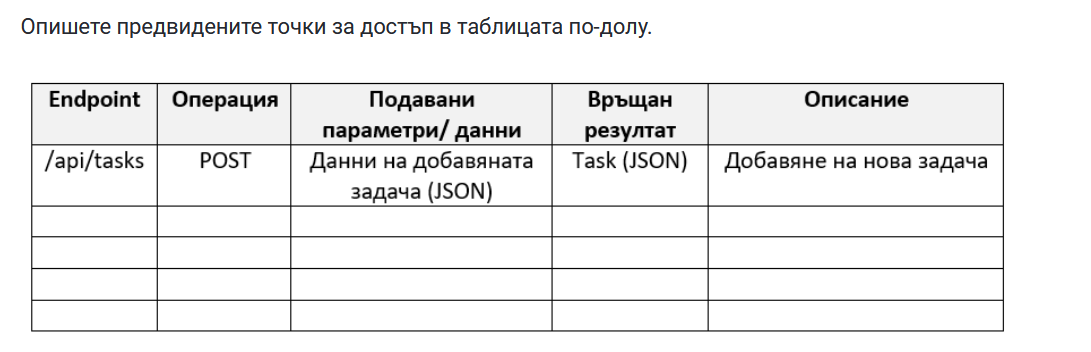 Опишете предвидените точки за достъп в таблицата по-долу.
Endpoint Операция Подавани параметри/ данни Връщан резултат Описание
/api/tasks POST Данни на добавяната задача (JSON) Task (JSON) Добавяне на нова задача